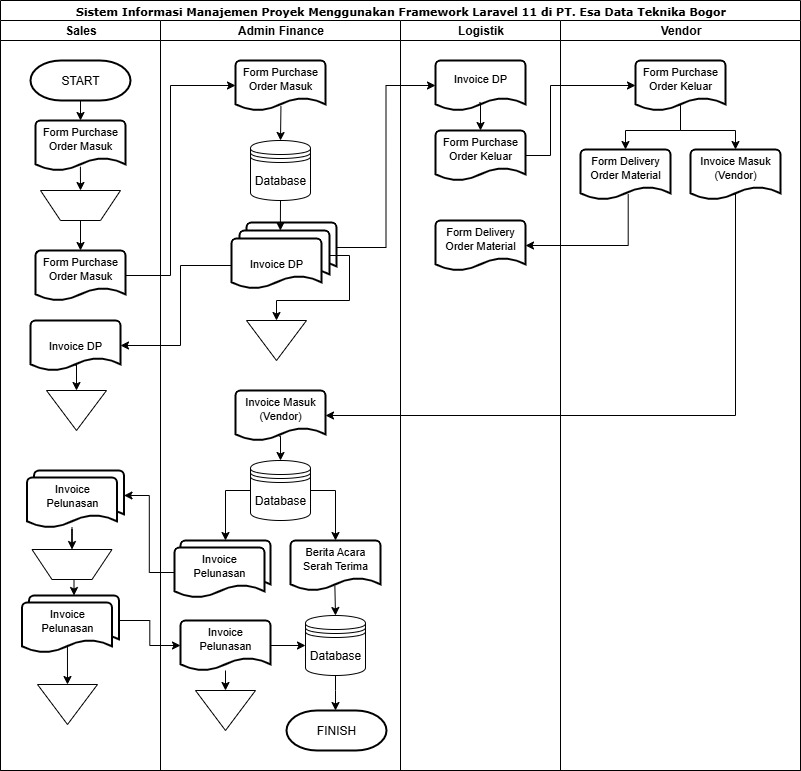 Sistem Informasi Manajemen Proyek Menggunakan Framework Laravel 11 di PT. Esa Data Teknika Bogor
Sales
Admin Finance
Logistik
Vendor
START
Form Purchase
Order Masuk
Form Purchase
Order Masuk
Invoice DP
Invoice
Pelunasan
Invoice
Pelunasan
Form Purchase
Order Masuk
Database
Invoice DP
Invoice Masuk
(Vendor)
Database
Invoice
Pelunasan
Berita Acara
Serah Terima
Invoice
Pelunasan
Database
FINISH
Invoice DP
Form Purchase
Order Keluar
Form Delivery
Order Material
Form Purchase
Order Keluar
Form Delivery
Order Material
Invoice Masuk
(Vendor)